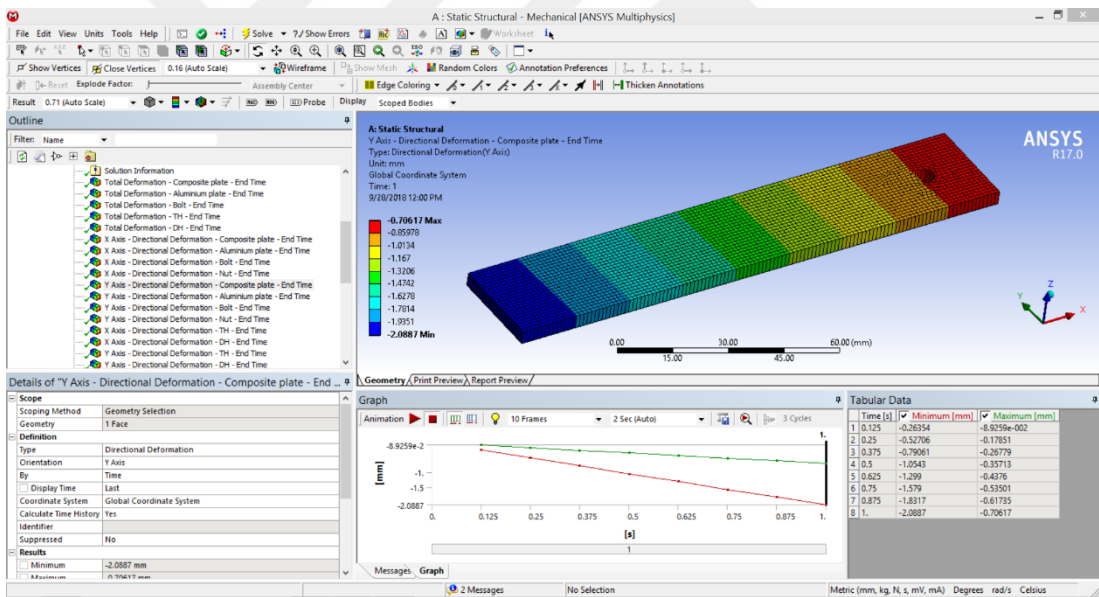 A : Static Structural - Mechanical [ANSYS Multiphysics]
File Edit View Units Tools Help Solve ?/ Show Errors Worksheet
Show Vertices Close Vertices 0.16 (Auto Scale) Wireframe Show Mesh Random Colors Annotation Preferences
Reset Explode Factor: Assembly Center Edge Coloring Thicken Annotations
Result 0.71 (Auto Scale) Probe Display Scoped Bodies
Outline
Filter: Name
Solution Information
Total Deformation - Composite plate - End Time
Total Deformation - Aluminium plate - End Time
Total Deformation - Bolt - End Time
Total Deformation - TH - End Time
Total Deformation - DH - End Time
X Axis - Directional Deformation - Composite plate - End Time
X Axis - Directional Deformation - Aluminium plate - End Time
X Axis - Directional Deformation - Bolt - End Time
X Axis - Directional Deformation - Nut - End Time
Y Axis - Directional Deformation - Composite plate - End Time
Y Axis - Directional Deformation - Aluminium plate - End Time
Y Axis - Directional Deformation - Bolt - End Time
Y Axis - Directional Deformation - Nut - End Time
X Axis - Directional Deformation - TH - End Time
X Axis - Directional Deformation - DH - End Time
Y Axis - Directional Deformation - TH - End Time
Y Axis - Directional Deformation - DH - End Time
A: Static Structural
Y Axis - Directional Deformation - Composite plate - End Time
Type: Directional Deformation(Y Axis)
Unit: mm
Global Coordinate System
Time: 1
9/28/2018 12:00 PM
-0.70617 Max
-0.85978
-1.0134
-1.167
-1.3206
-1.4742
-1.6278
-1.7814
-1.9351
-2.0887 Min
ANSYS
R17.0
Z
Y
X
0.00 30.00 60.00 (mm)
15.00 45.00
Geometry Print Preview Report Preview
Details of "Y Axis - Directional Deformation - Composite plate - End ...
Scope
Scoping Method Geometry Selection
Geometry 1 Face
Definition
Type Directional Deformation
Orientation Y Axis
By Time
Display Time Last
Coordinate System Global Coordinate System
Calculate Time History Yes
Identifier
Suppressed No
Results
Minimum -2.0887 mm
Maximum -0.70617 mm
Graph
Animation 10 Frames 2 Sec (Auto) 3 Cycles
1.
-8.9259e-2
-1.
-1.5
-2.0887
[mm]
0. 0.125 0.25 0.375 0.5 0.625 0.75 0.875 1.
[s]
1
Messages Graph
Tabular Data
Time [s] Minimum [mm] Maximum [mm]
1 0.125 -0.26354 -8.9259e-002
2 0.25 -0.52706 -0.17851
3 0.375 -0.79061 -0.26779
4 0.5 -1.0543 -0.35713
5 0.625 -1.299 -0.4376
6 0.75 -1.579 -0.53501
7 0.875 -1.8317 -0.61735
8 1. -2.0887 -0.70617
2 Messages No Selection Metric (mm, kg, N, s, mV, mA) Degrees rad/s Celsius